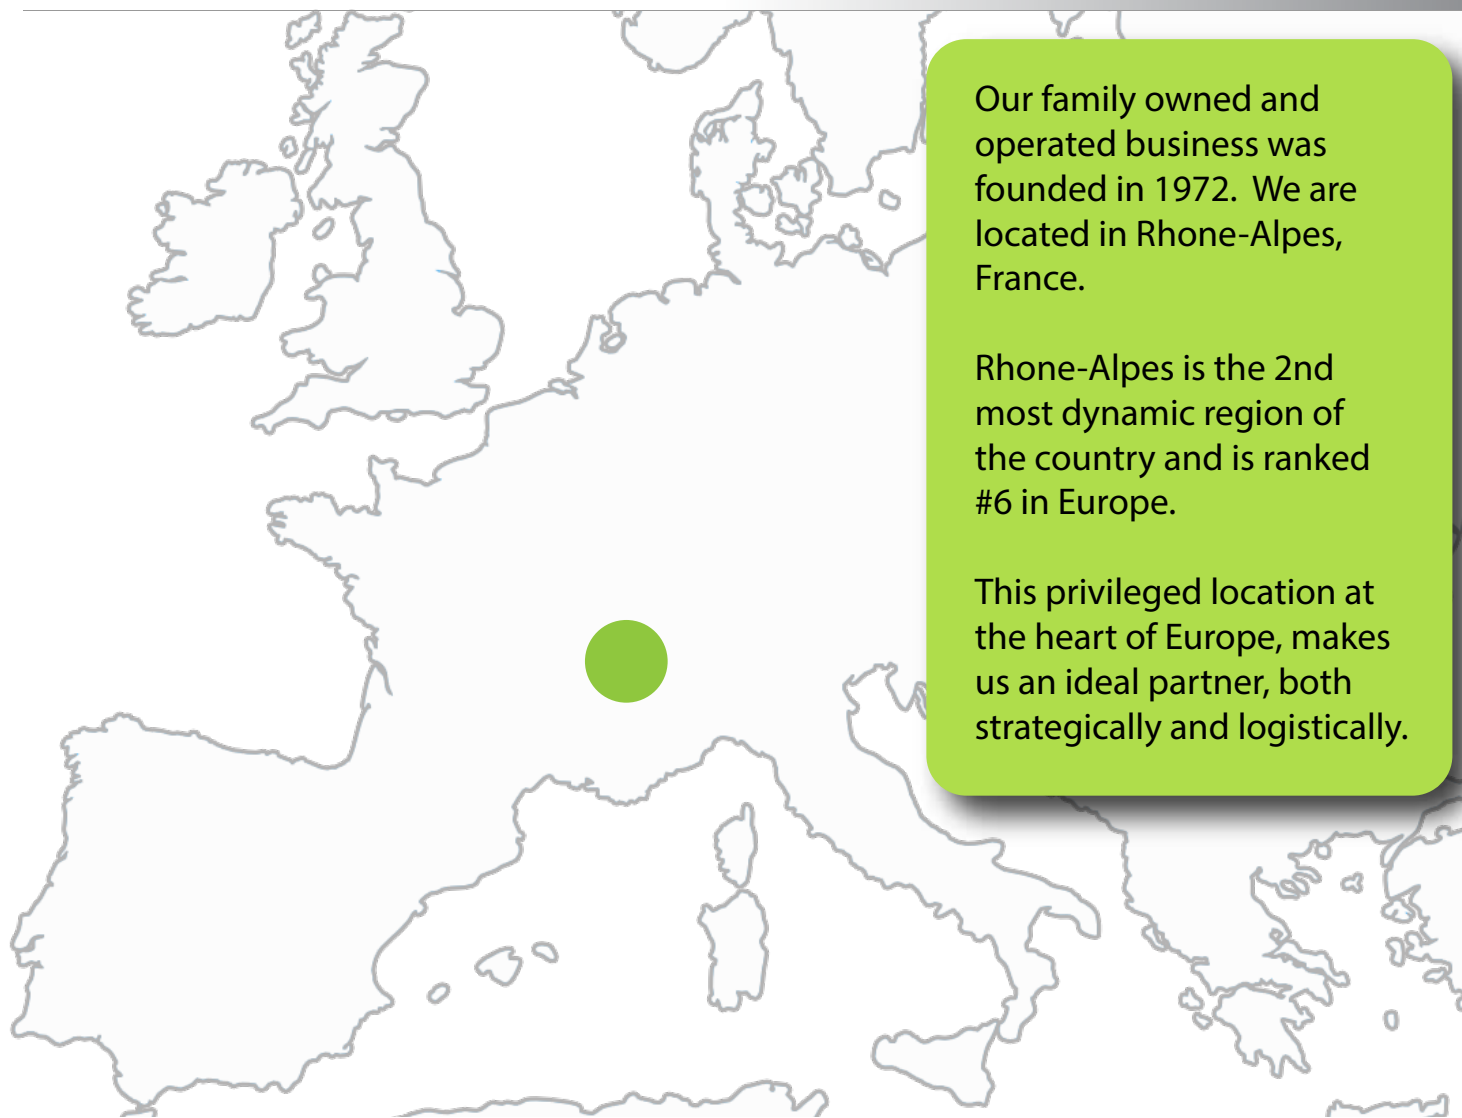 Our family owned and
operated business was
founded in 1972.  We are
located in Rhone-Alpes,
France.
Rhone-Alpes is the 2nd
most dynamic region of
the country and is ranked
#6 in Europe.
This privileged location at
the heart of Europe, makes
us an ideal partner, both
strategically and logistically.